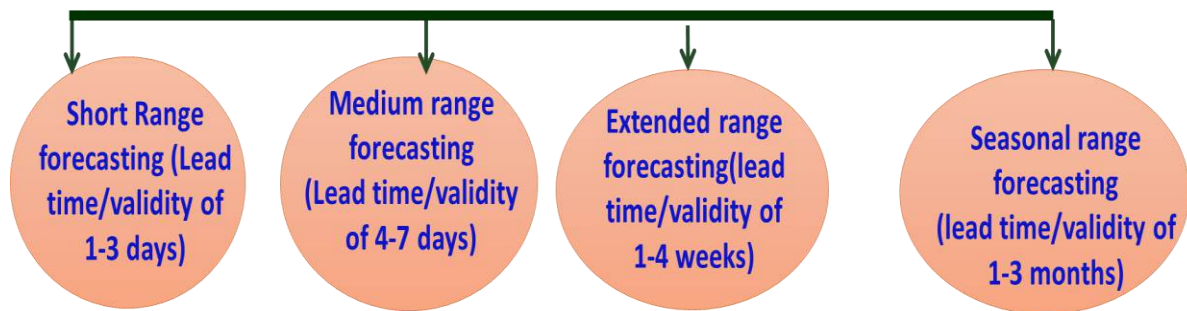 Short Range
forecasting (Lead
time/validity of
1-3 days)
Medium range
forecasting
(Lead time/validity
of 4-7 days)
Extended range
forecasting(lead
time/validity of
1-4 weeks)
Seasonal range
forecasting
(lead time/validity of
1-3 months)